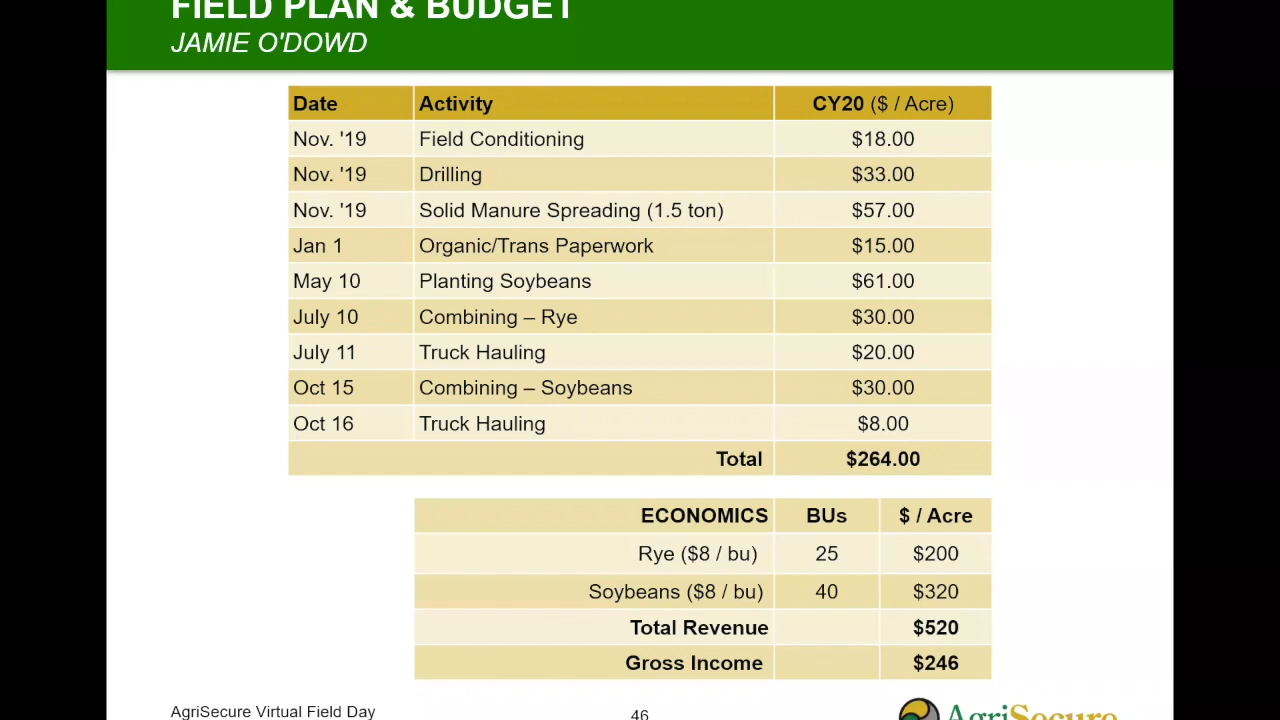 FIELD PLAN & BUDGET
JAMIE O'DOWD
Date Activity CY20 ($ / Acre)
Nov. '19 Field Conditioning $18.00
Nov. '19 Drilling $33.00
Nov. '19 Solid Manure Spreading (1.5 ton) $57.00
Jan 1 Organic/Trans Paperwork $15.00
May 10 Planting Soybeans $61.00
July 10 Combining – Rye $30.00
July 11 Truck Hauling $20.00
Oct 15 Combining – Soybeans $30.00
Oct 16 Truck Hauling $8.00
Total $264.00
ECONOMICS BUs $ / Acre
Rye ($8 / bu) 25 $200
Soybeans ($8 / bu) 40 $320
Total Revenue $520
Gross Income $246
AgriSecure Virtual Field Day 46 AgriSecure